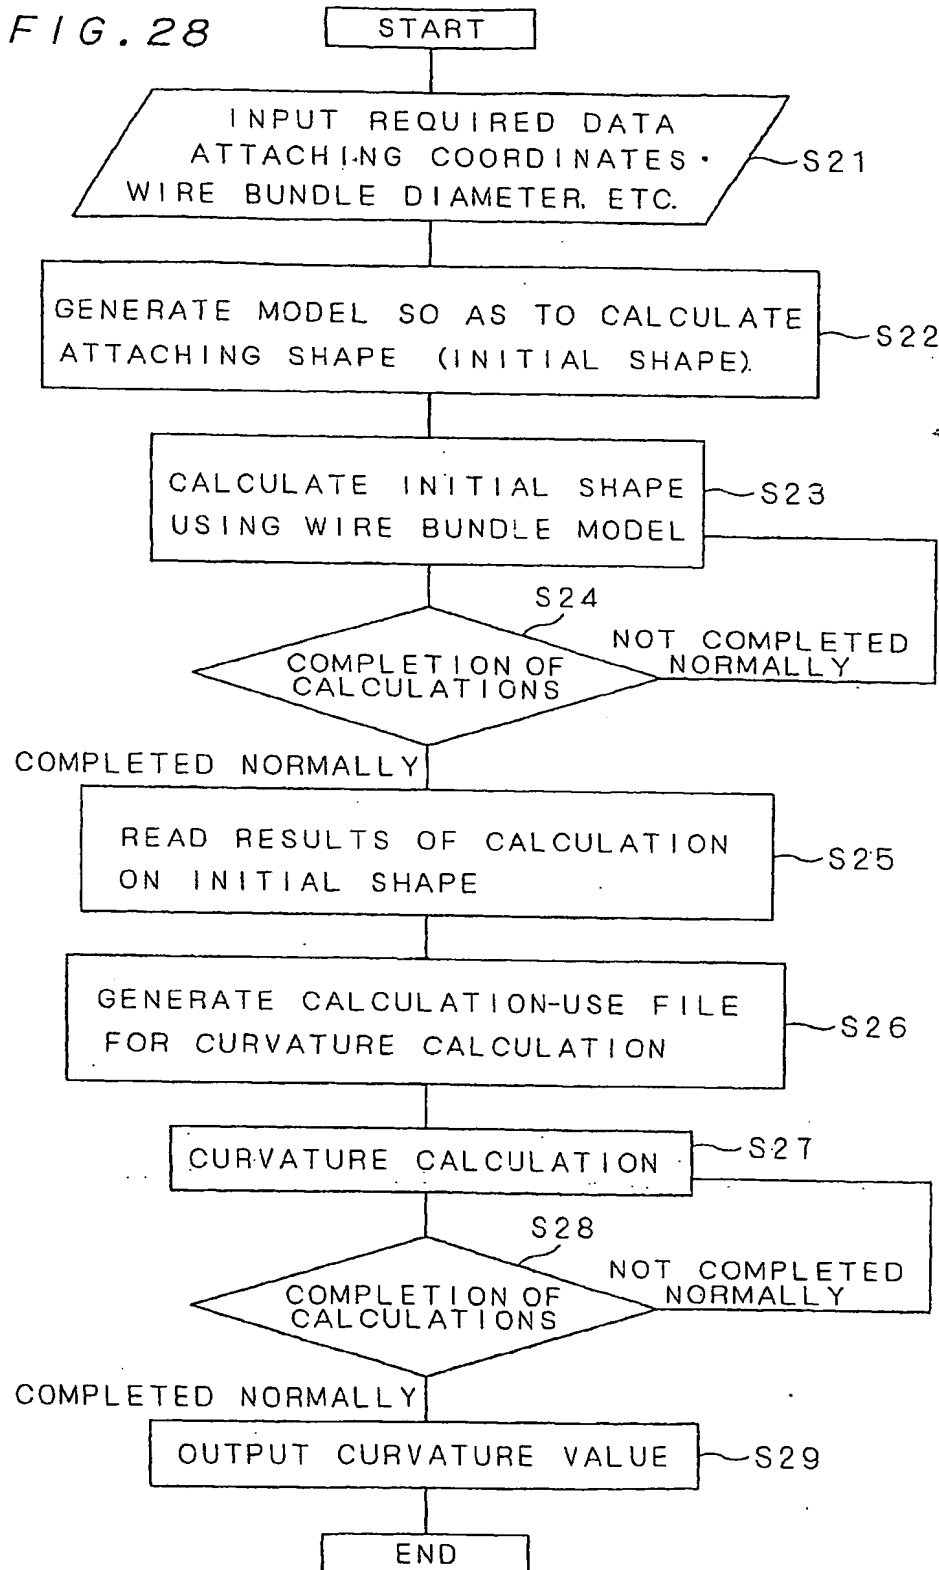 FIG.28
START
INPUT REQUIRED DATA
ATTACHING COORDINATES ·
WIRE BUNDLE DIAMETER, ETC.
S21
GENERATE MODEL SO AS TO CALCULATE
ATTACHING SHAPE (INITIAL SHAPE).
S22
CALCULATE INITIAL SHAPE
USING WIRE BUNDLE MODEL
S23
S24
COMPLETION OF
CALCULATIONS
NOT COMPLETED
NORMALLY
COMPLETED NORMALLY
READ RESULTS OF CALCULATION
ON INITIAL SHAPE
S25
GENERATE CALCULATION-USE FILE
FOR CURVATURE CALCULATION
S26
CURVATURE CALCULATION
S27
S28
COMPLETION OF
CALCULATIONS
NOT COMPLETED
NORMALLY
COMPLETED NORMALLY
OUTPUT CURVATURE VALUE
S29
END